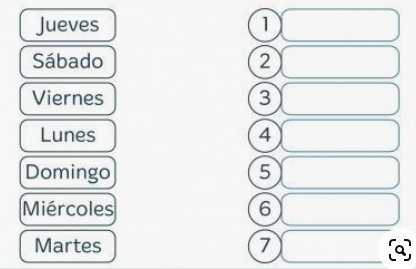 Jueves 1
Sábado 2
Viernes 3
Lunes 4
Domingo 5
Miércoles 6
Martes 7